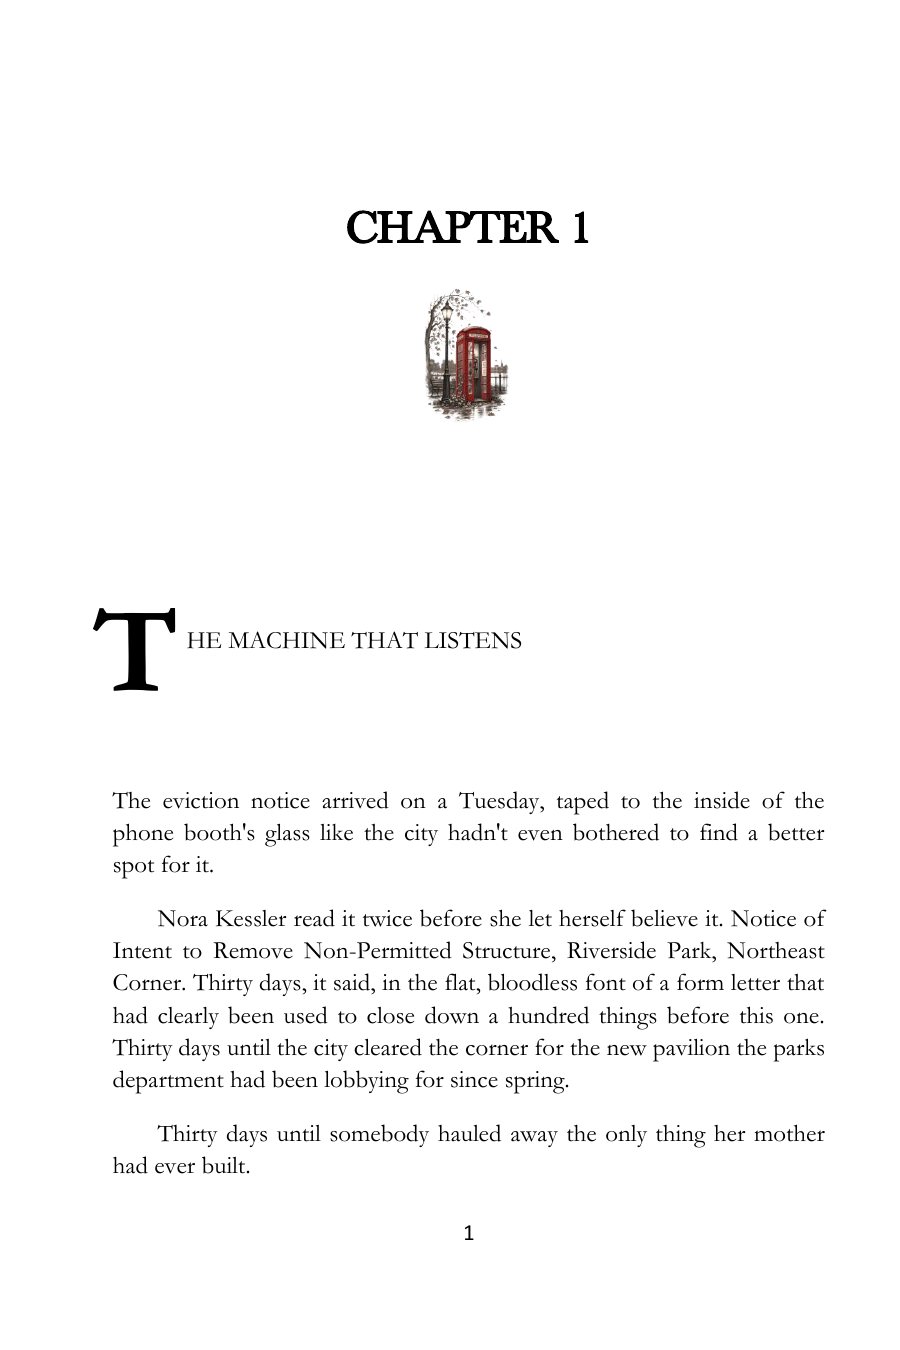 CHAPTER 1
THE MACHINE THAT LISTENS
The eviction notice arrived on a Tuesday, taped to the inside of the
phone booth's glass like the city hadn't even bothered to find a better
spot for it.
Nora Kessler read it twice before she let herself believe it. Notice of
Intent to Remove Non-Permitted Structure, Riverside Park, Northeast
Corner. Thirty days, it said, in the flat, bloodless font of a form letter that
had clearly been used to close down a hundred things before this one.
Thirty days until the city cleared the corner for the new pavilion the parks
department had been lobbying for since spring.
Thirty days until somebody hauled away the only thing her mother
had ever built.
1